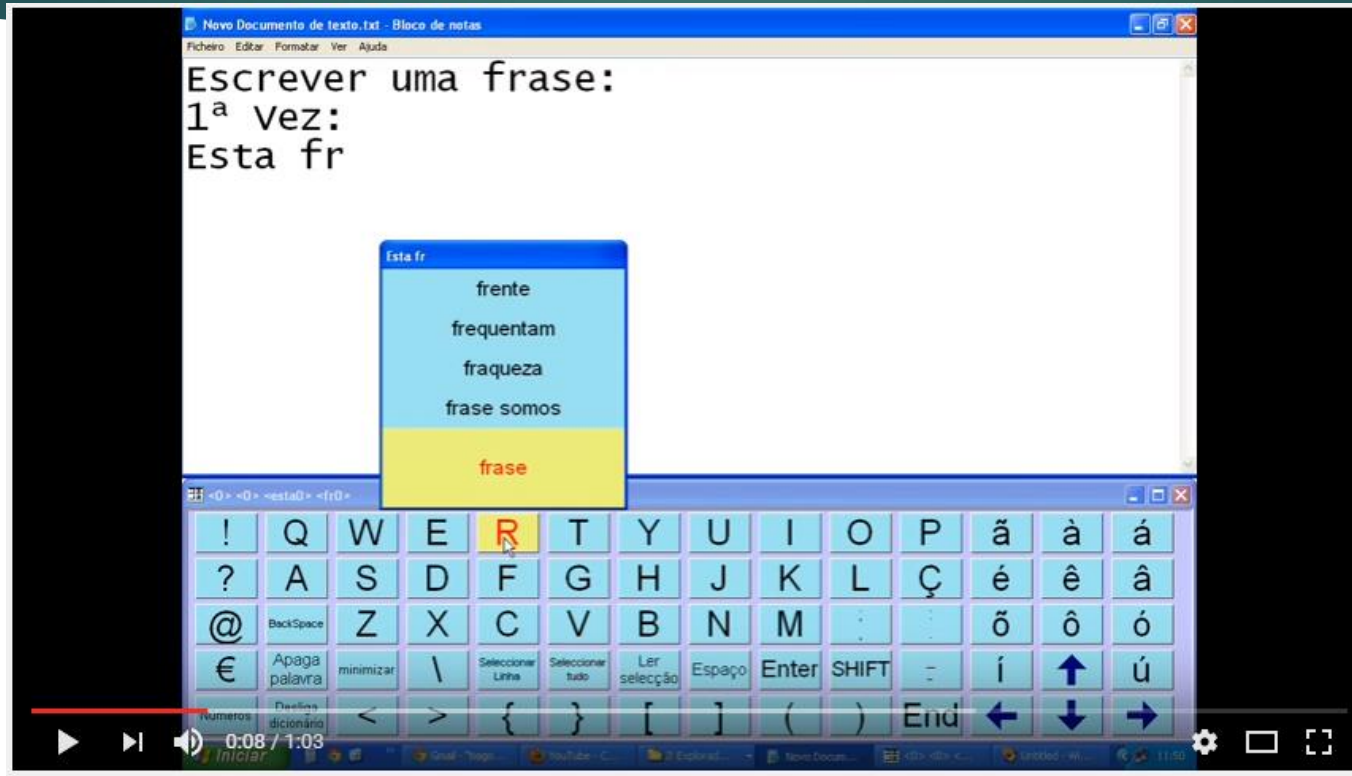 Novo Documento de texto.txt - Bloco de notas
Ficheiro Editar Formatar Ver Ajuda
Escrever uma frase:
1ª Vez:
Esta fr
Esta fr
frente
frequentam
fraqueza
frase somos
frase
<0> <0> <esta0> <fr0>
! Q W E R T Y U I O P ã à á
? A S D F G H J K L Ç é ê â
@ BackSpace Z X C V B N M õ ô ó
€ Apaga palavra minimizar \ Seleccionar Linha Seleccionar tudo Ler selecção Espaço Enter SHIFT í ú
Numeros Desliga dicionário < > { } [ ] ( ) End
0:08 / 1:03
Iniciar 11:50